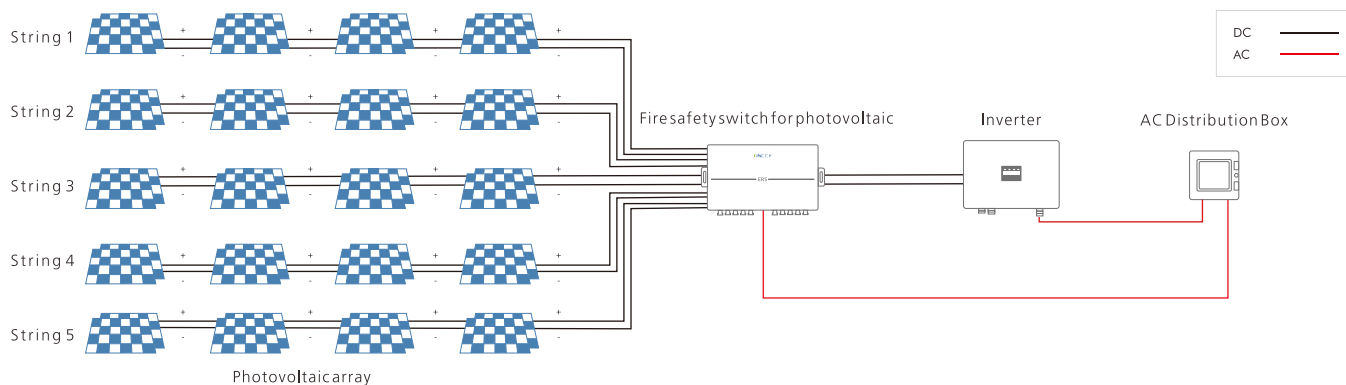 String 1
+ + + +
- - - -
String 2
+ + + +
- - - -
String 3
+ + + +
- - - -
String 4
+ + + +
- - - -
String 5
+ + + +
- - - -
Photovoltaic array
Fire safety switch for photovoltaic
ERS
Inverter
AC Distribution Box
DC
AC